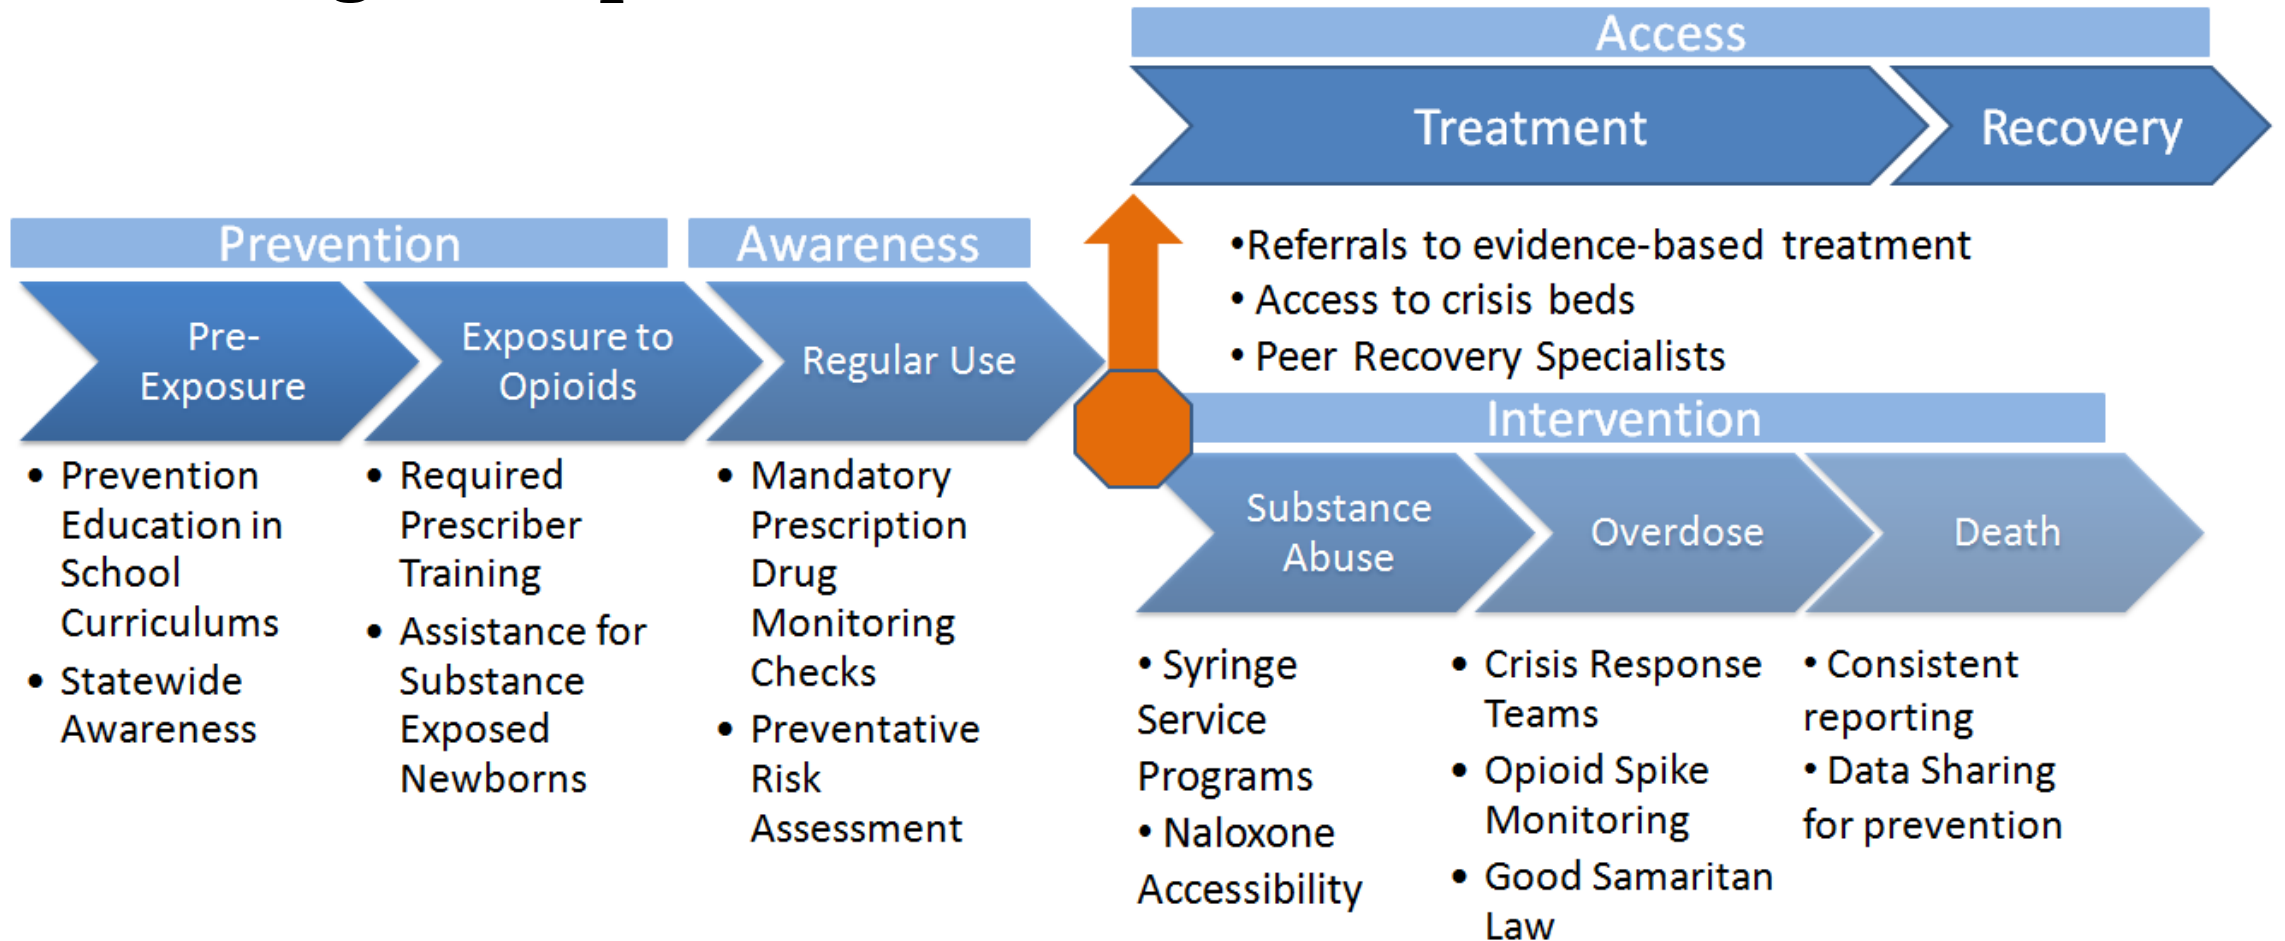 Access
Treatment
Recovery
•Referrals to evidence-based treatment
• Access to crisis beds
• Peer Recovery Specialists
Prevention
Awareness
Pre-
Exposure
Exposure to
Opioids
Regular Use
• Prevention
Education in
School
Curriculums
• Statewide
Awareness
• Required
Prescriber
Training
• Assistance for
Substance
Exposed
Newborns
• Mandatory
Prescription
Drug
Monitoring
Checks
• Preventative
Risk
Assessment
Intervention
Substance
Abuse
Overdose
Death
• Syringe
Service
Programs
• Naloxone
Accessibility
• Crisis Response
Teams
• Opioid Spike
Monitoring
• Good Samaritan
Law
• Consistent
reporting
• Data Sharing
for prevention